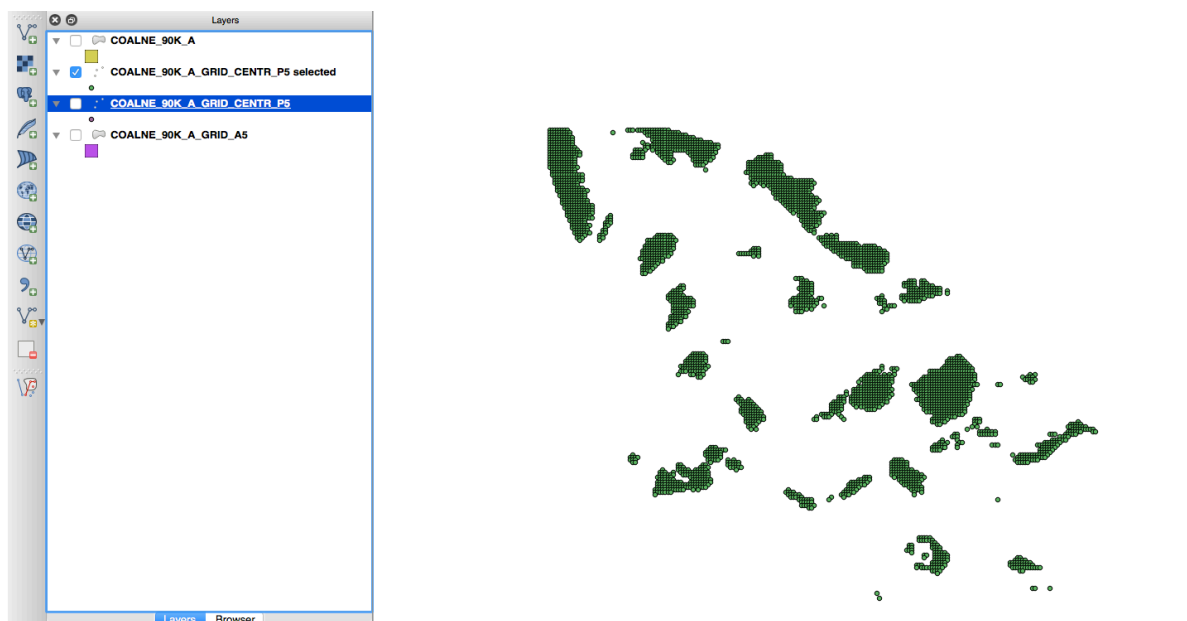 Layers
COALNE_90K_A
COALNE_90K_A_GRID_CENTR_P5 selected
COALNE_90K_A_GRID_CENTR_P5
COALNE_90K_A_GRID_A5
Layers Browser